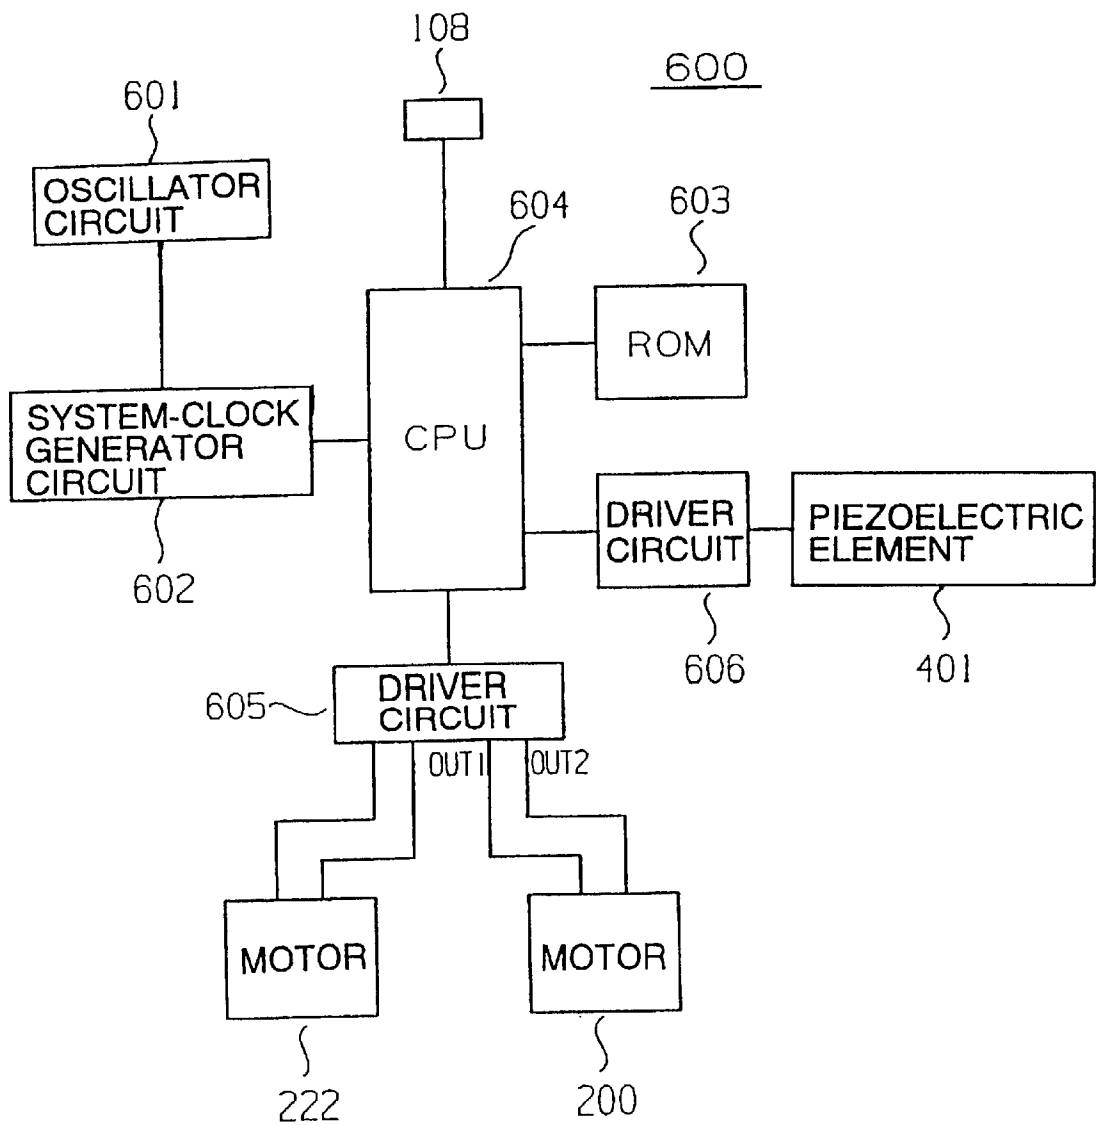 108
600
601
OSCILLATOR
CIRCUIT
604
603
ROM
SYSTEM-CLOCK
GENERATOR
CIRCUIT
CPU
602
DRIVER
CIRCUIT
PIEZOELECTRIC
ELEMENT
606
401
605
DRIVER
CIRCUIT
OUT1
OUT2
MOTOR
MOTOR
222
200